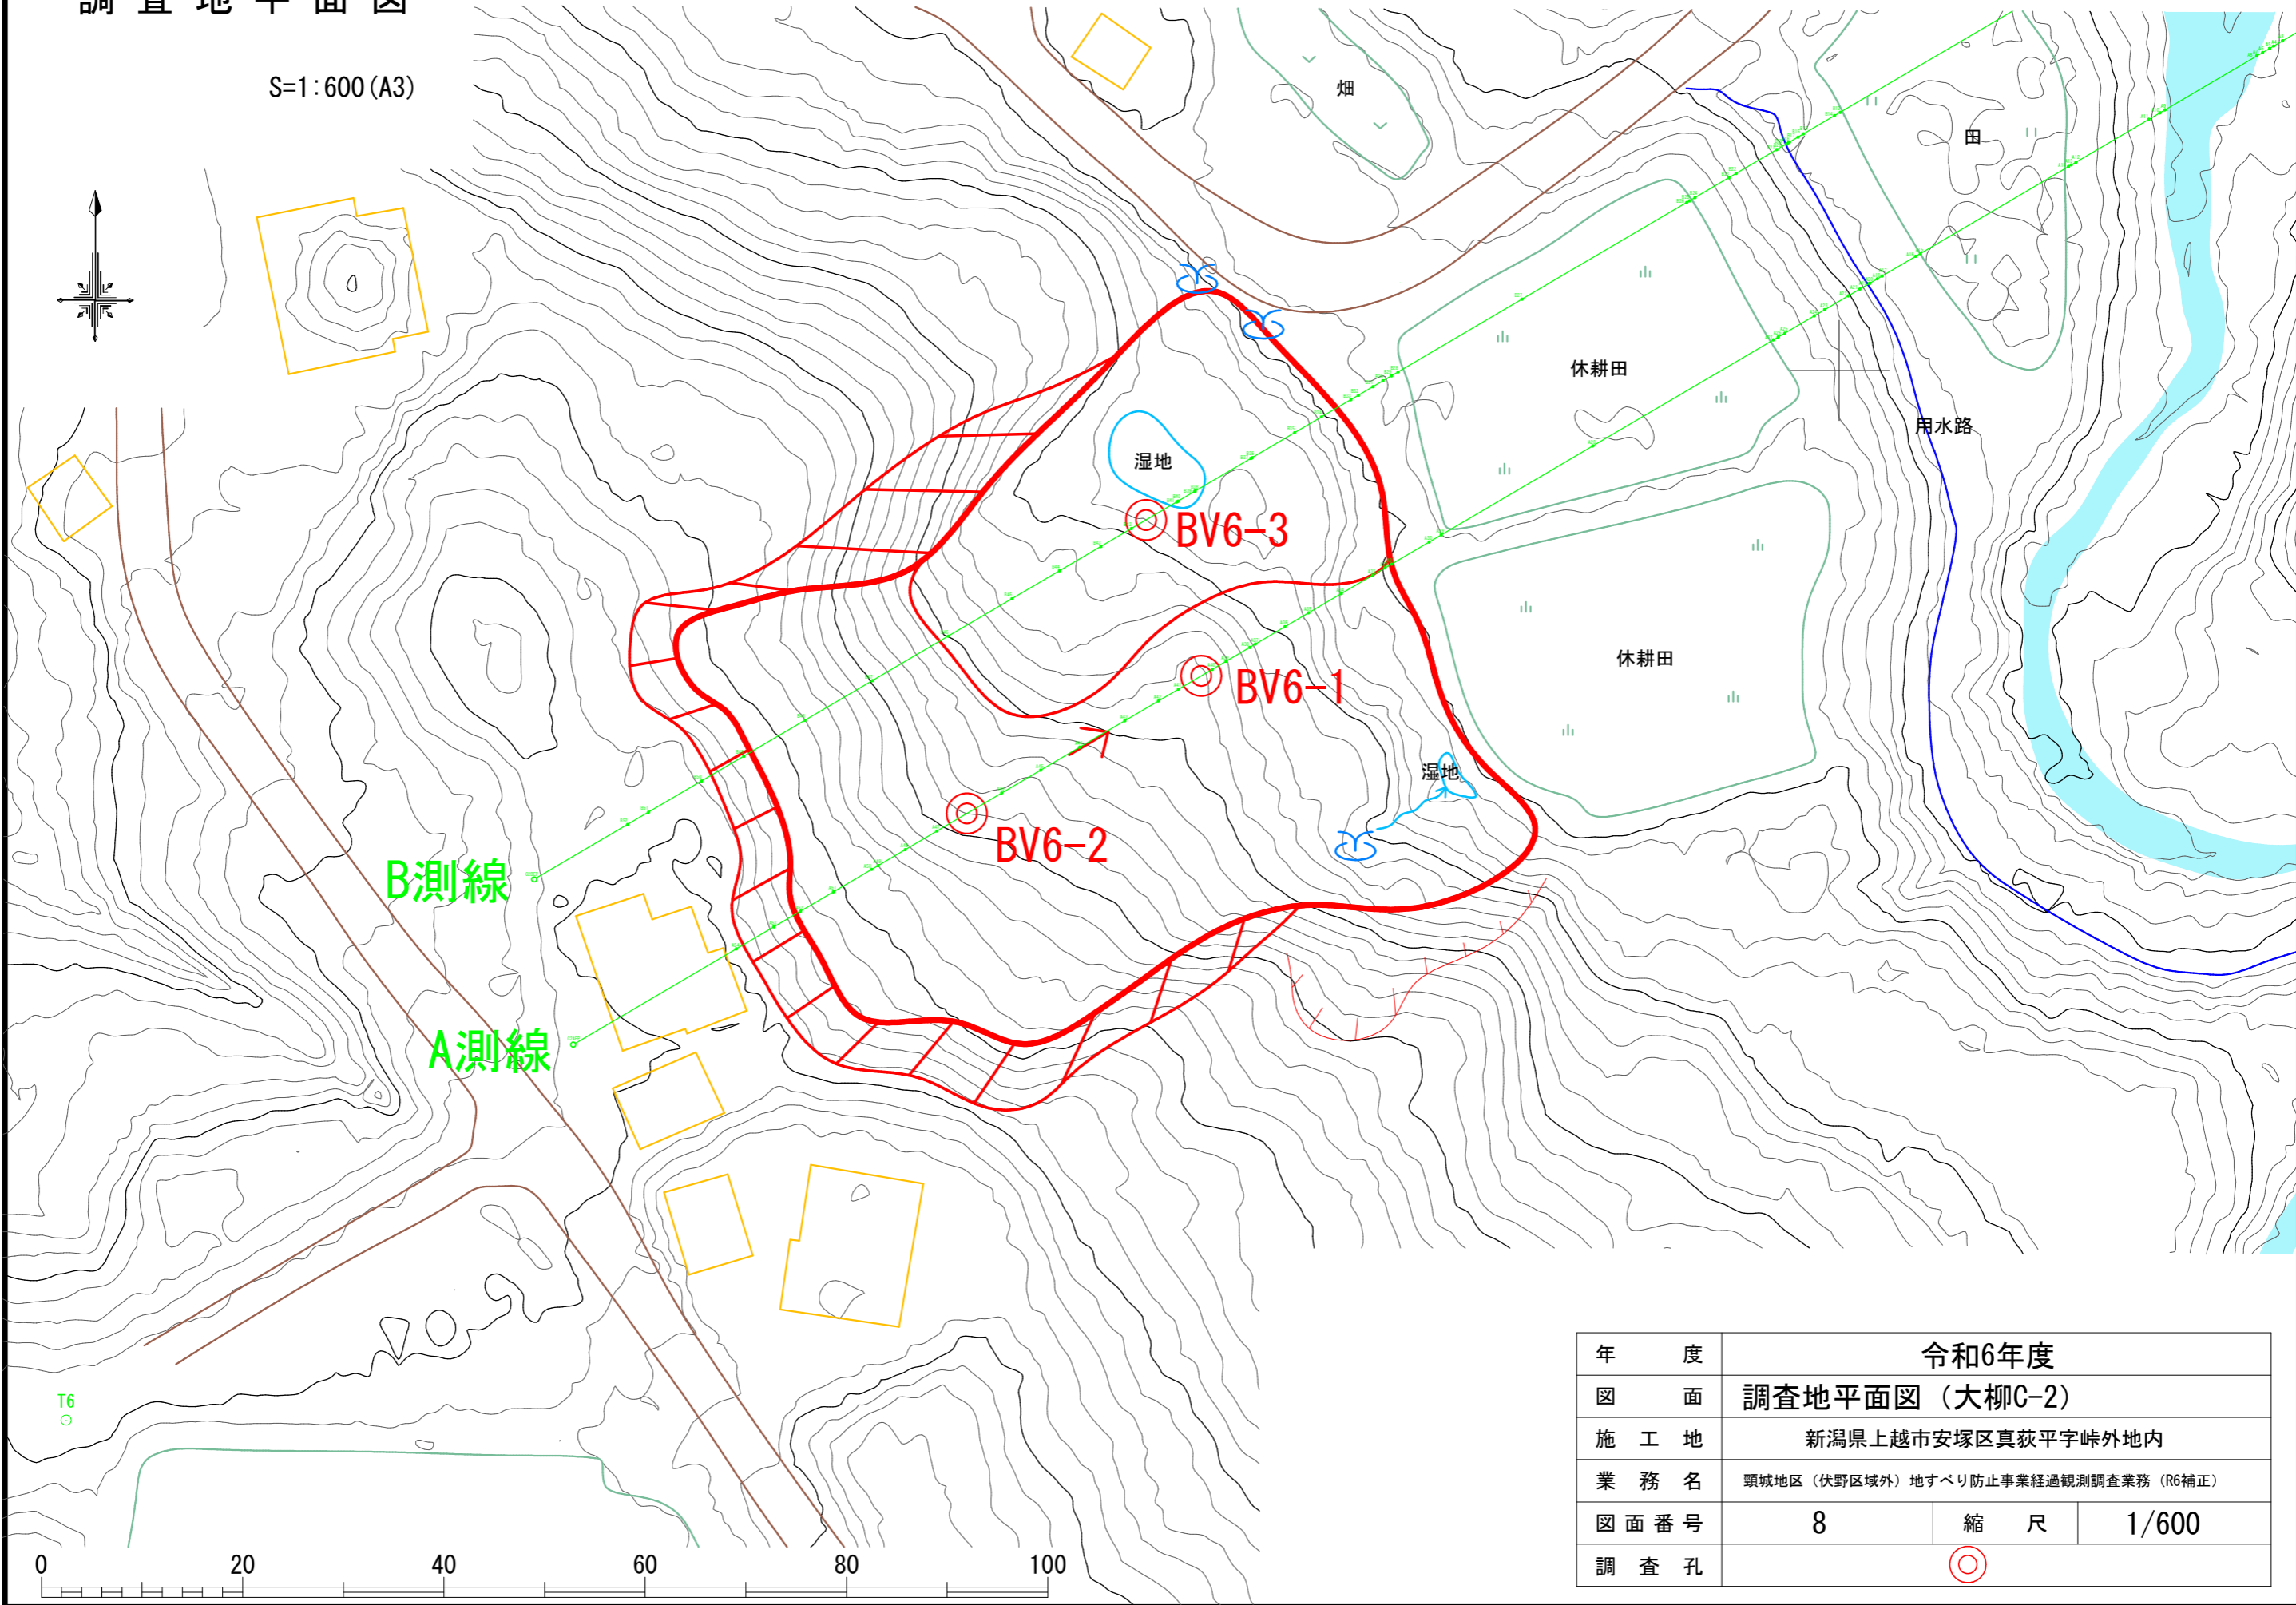 調査地平面図
S=1:600(A3)
畑
田
休耕田
用水路
湿地
BV6-3
休耕田
BV6-1
湿地
BV6-2
B測線
A測線
T6
0 20 40 60 80 100
年度 令和6年度
図面 調査地平面図（大柳C-2）
施工地 新潟県上越市安塚区真荻平字峠外地内
業務名 頸城地区（伏野区域外）地すべり防止事業経過観測調査業務（R6補正）
図面番号 8 縮尺 1/600
調査孔